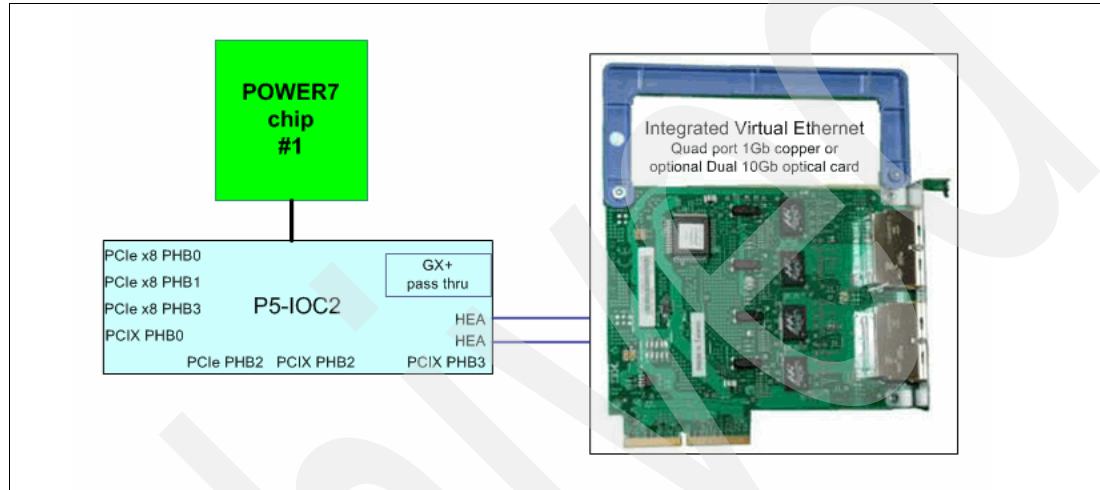 POWER7
chip
#1
Integrated Virtual Ethernet
Quad port 1Gb copper or
optional Dual 10Gb optical card
PCIe x8 PHB0
PCIe x8 PHB1
PCIe x8 PHB3
PCIX PHB0
P5-IOC2
GX+
pass thru
HEA
HEA
PCIe PHB2 PCIX PHB2 PCIX PHB3